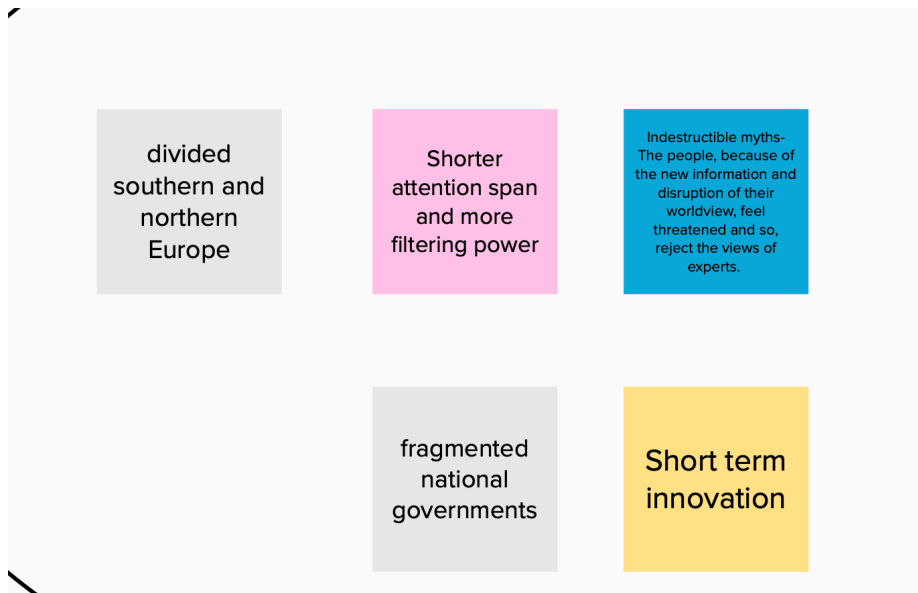 divided
southern and
northern
Europe
Shorter
attention span
and more
filtering power
Indestructible myths-
The people, because of
the new information and
disruption of their
worldview, feel
threatened and so,
reject the views of
experts.
fragmented
national
governments
Short term
innovation